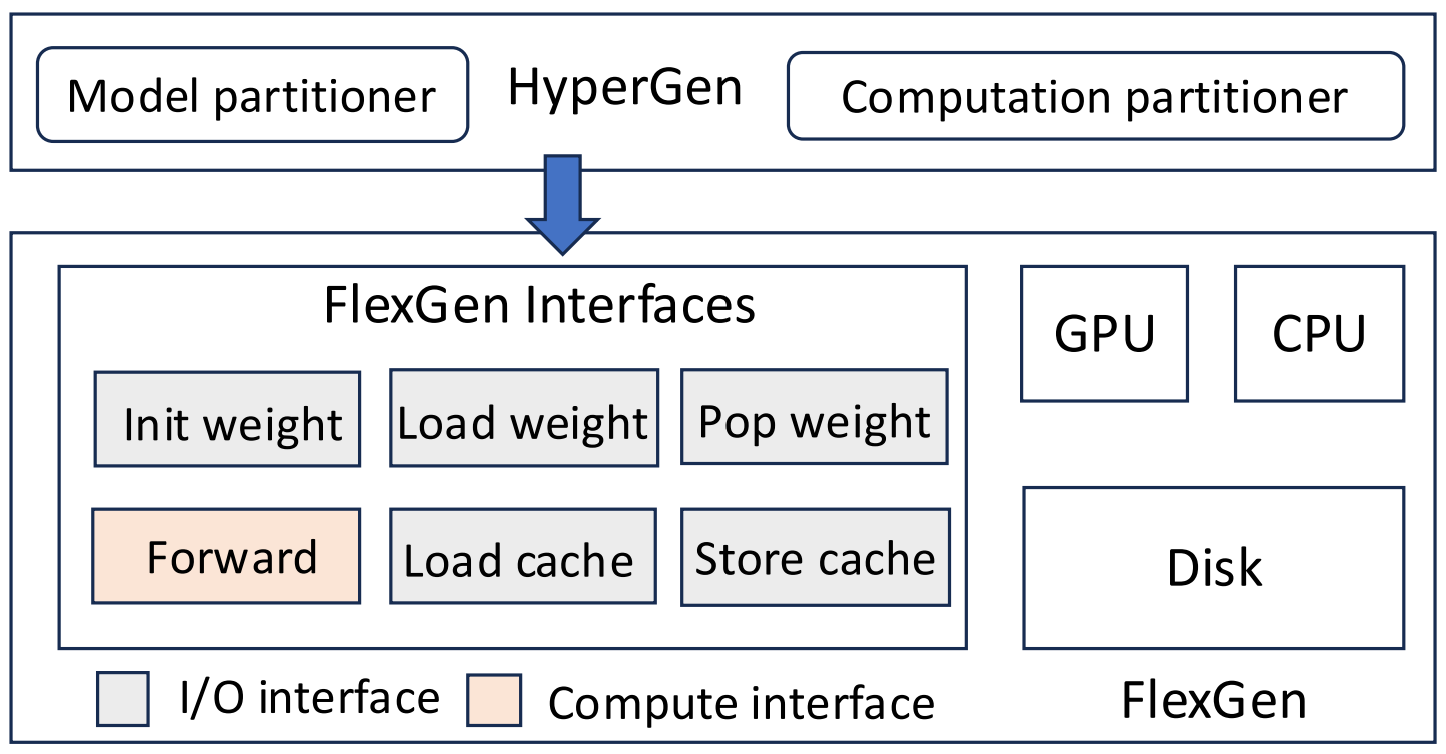 Model partitioner
HyperGen
Computation partitioner
FlexGen Interfaces
Init weight
Load weight
Pop weight
Forward
Load cache
Store cache
I/O interface
Compute interface
GPU
CPU
Disk
FlexGen